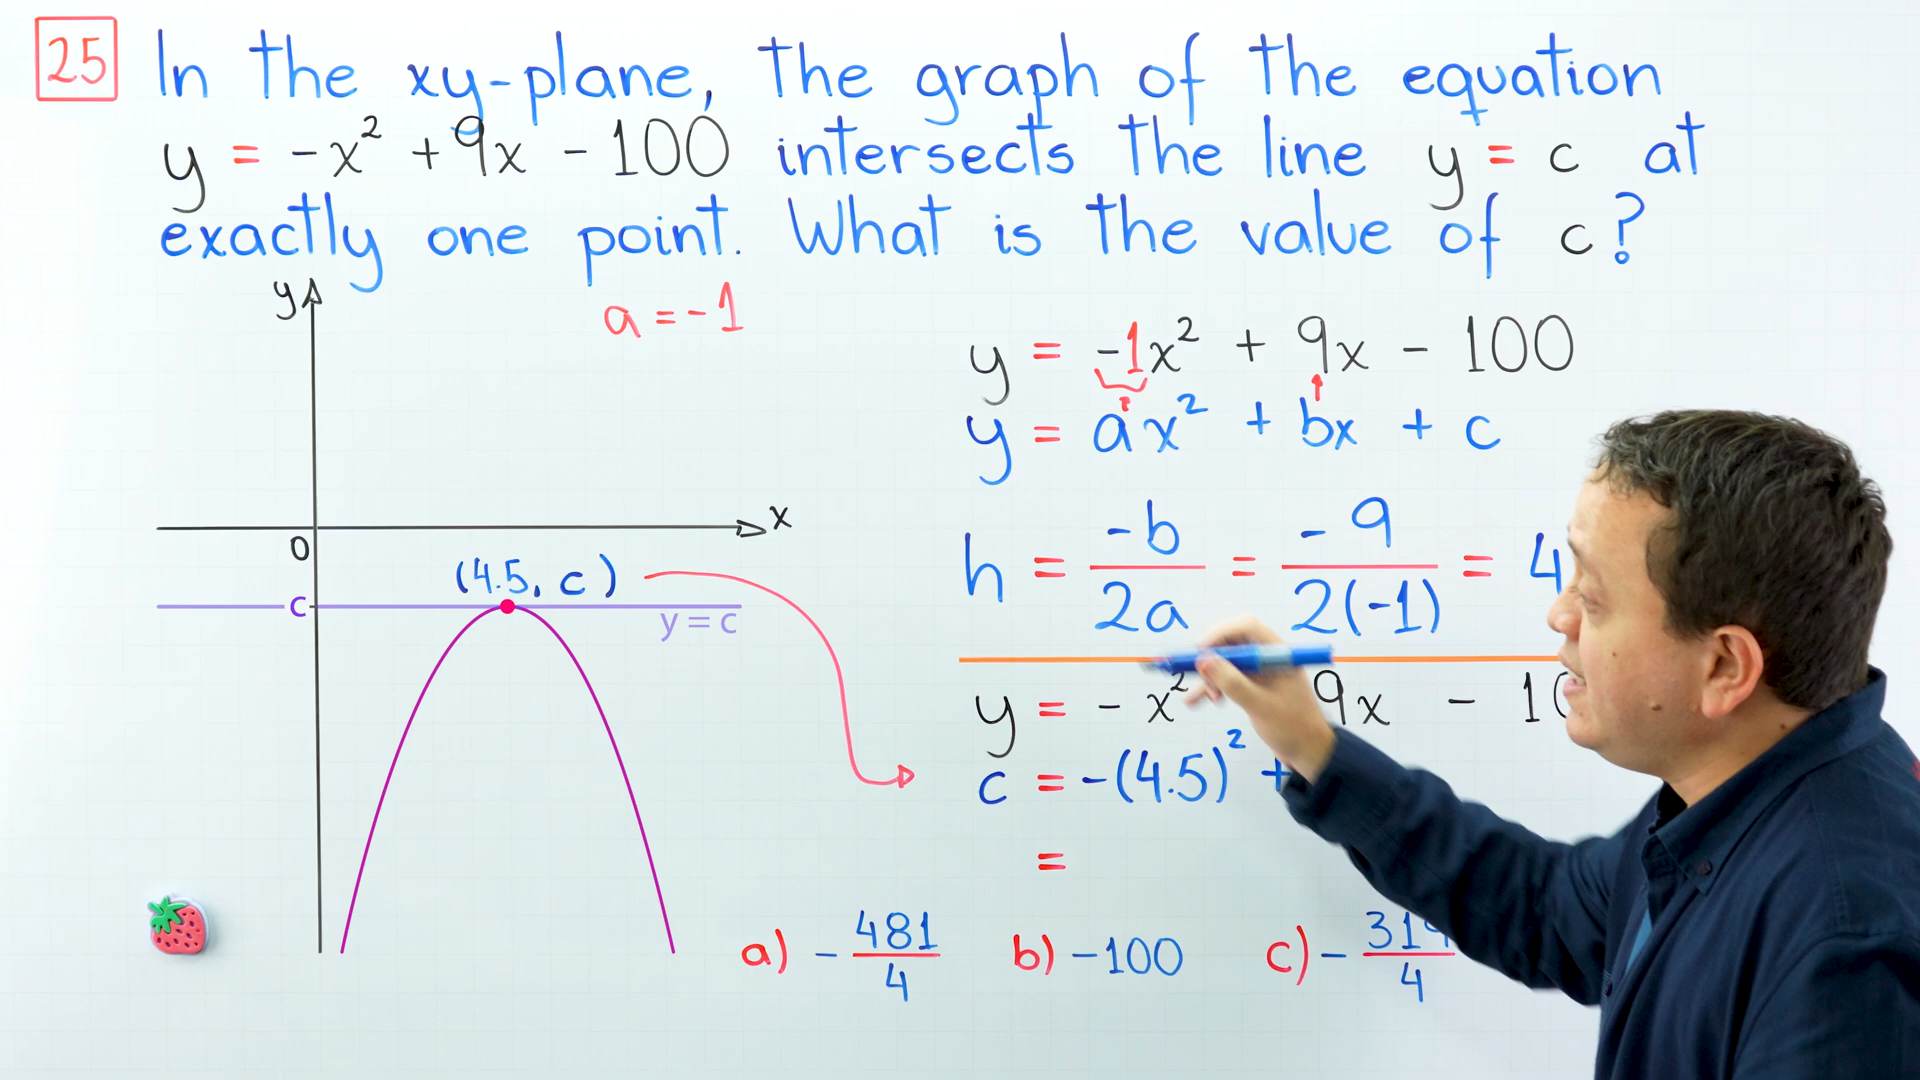 25
In the xy-plane, the graph of the equation
y = -x² + 9x - 100 intersects the line y = c at
exactly one point. What is the value of c?
y
a = -1
x
0
(4.5, c)
c
y = c
y = -1x² + 9x - 100
y = ax² + bx + c
h = -b/2a = -9/2(-1) = 4
y = - x² 9x - 10
c = -(4.5)² +
=
a) - 481/4 b) -100 c) - 319/4